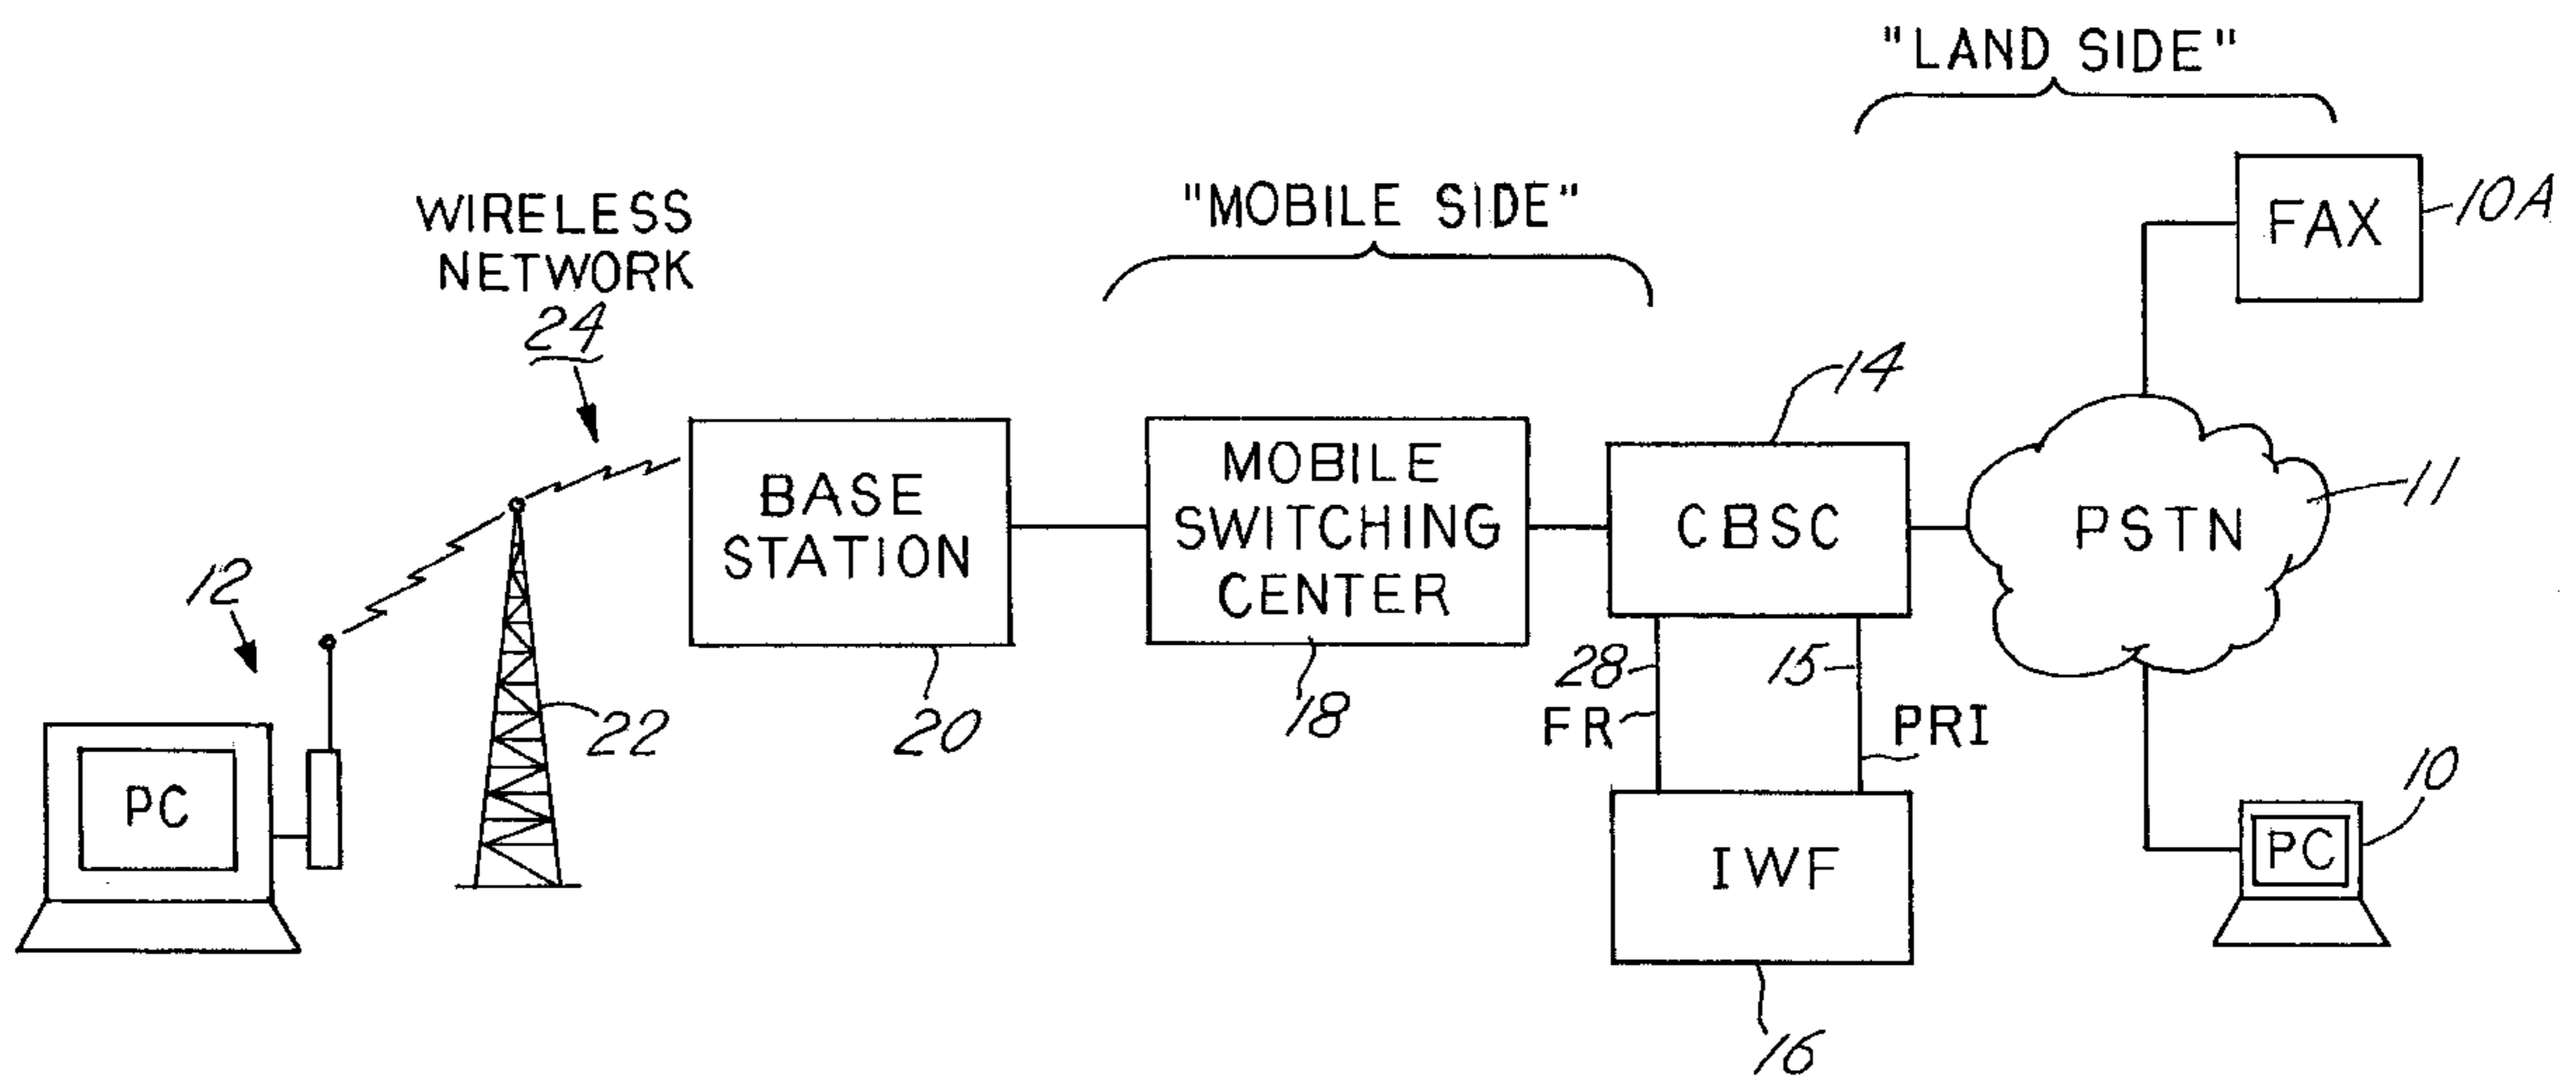 "LAND SIDE"
"MOBILE SIDE"
FAX
10A
WIRELESS
NETWORK
24
14
BASE
STATION
MOBILE
SWITCHING
CENTER
CBSC
PSTN
11
12
22
20
18
28
15
FR
PRI
PC
IWF
PC
10
16